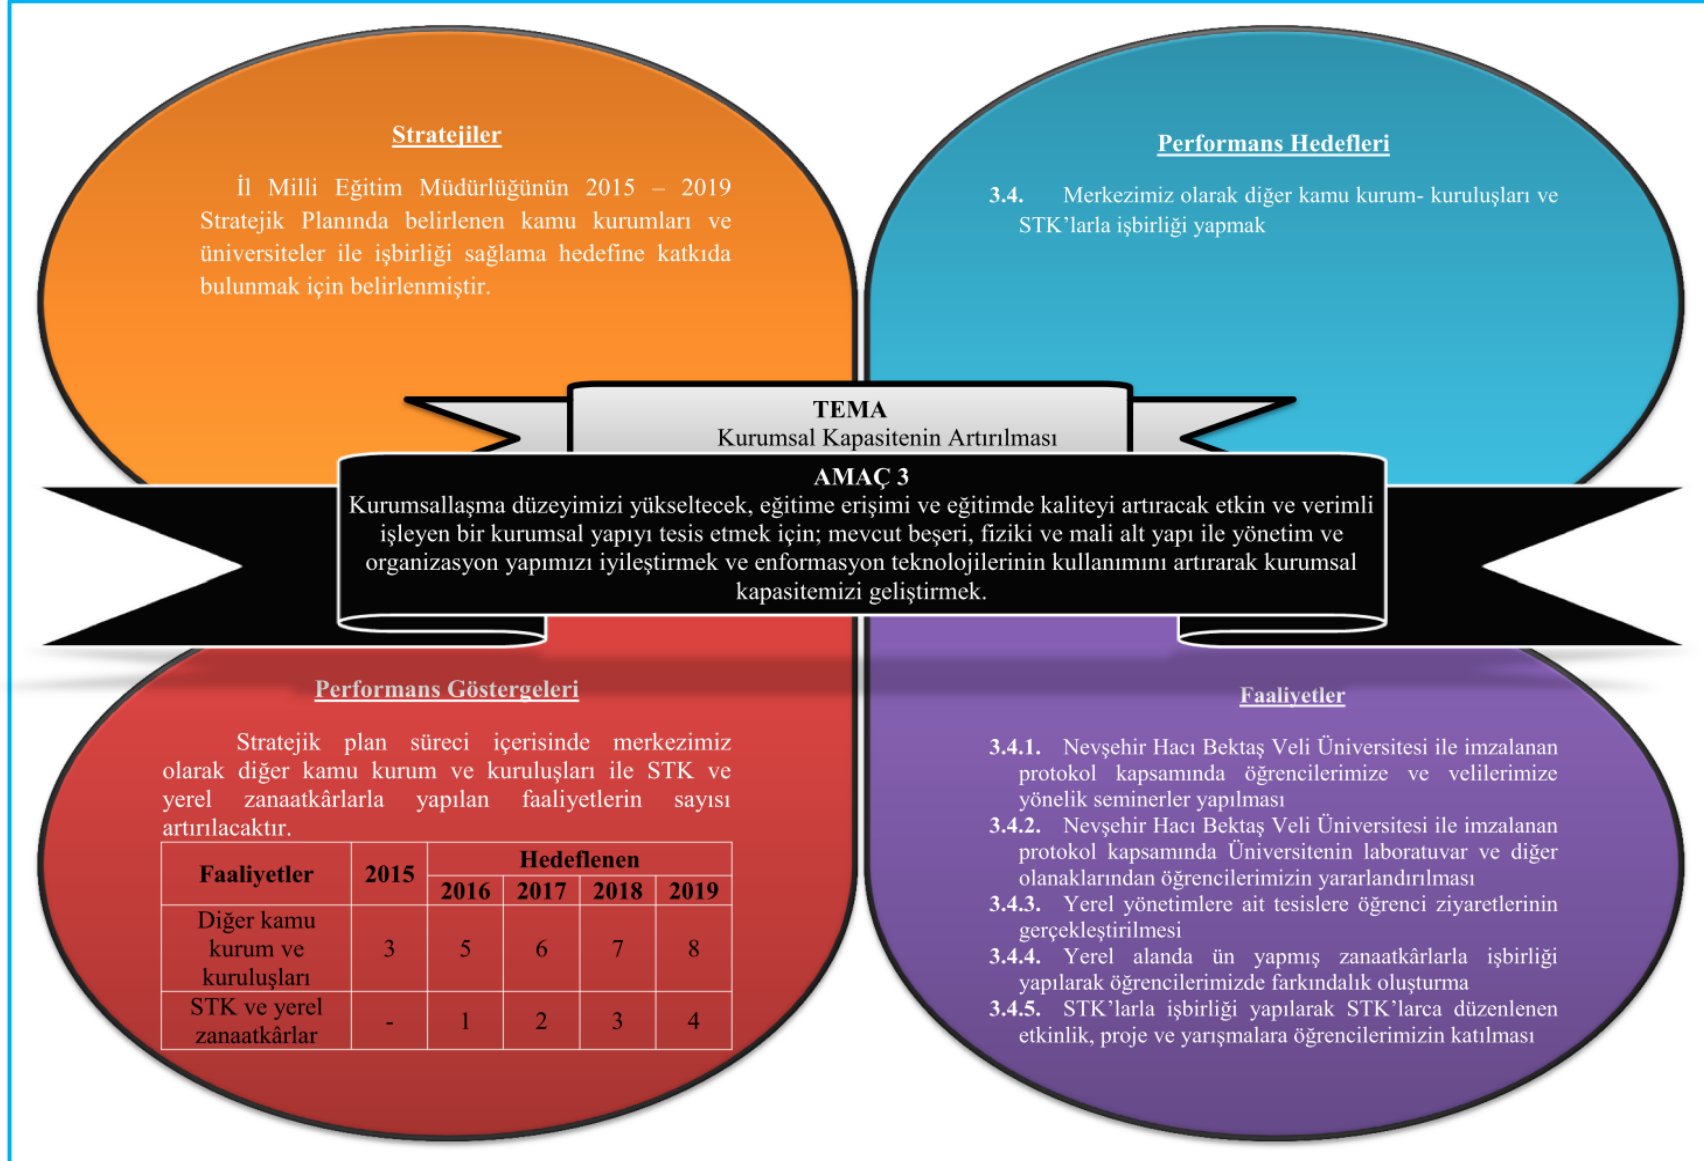 Stratejiler
İl Milli Eğitim Müdürlüğünün 2015 – 2019
Stratejik Planında belirlenen kamu kurumları ve
üniversiteler ile işbirliği sağlama hedefine katkıda
bulunmak için belirlenmiştir.
Performans Hedefleri
3.4. Merkezimiz olarak diğer kamu kurum- kuruluşları ve
STK’larla işbirliği yapmak
TEMA
Kurumsal Kapasitenin Artırılması
AMAÇ 3
Kurumsallaşma düzeyimizi yükseltecek, eğitime erişimi ve eğitimde kaliteyi artıracak etkin ve verimli
işleyen bir kurumsal yapıyı tesis etmek için; mevcut beşeri, fiziki ve mali alt yapı ile yönetim ve
organizasyon yapımızı iyileştirmek ve enformasyon teknolojilerinin kullanımını artırarak kurumsal
kapasitemizi geliştirmek.
Performans Göstergeleri
Stratejik plan süreci içerisinde merkezimiz
olarak diğer kamu kurum ve kuruluşları ile STK ve
yerel zanaatkârlarla yapılan faaliyetlerin sayısı
artırılacaktır.
Faaliyetler 2015 Hedeflenen
2016 2017 2018 2019
Diğer kamu
kurum ve 3 5 6 7 8
kuruluşları
STK ve yerel
zanaatkârlar - 1 2 3 4
Faaliyetler
3.4.1. Nevşehir Hacı Bektaş Veli Üniversitesi ile imzalanan
protokol kapsamında öğrencilerimize ve velilerimize
yönelik seminerler yapılması
3.4.2. Nevşehir Hacı Bektaş Veli Üniversitesi ile imzalanan
protokol kapsamında Üniversitenin laboratuvar ve diğer
olanaklarından öğrencilerimizin yararlandırılması
3.4.3. Yerel yönetimlere ait tesislere öğrenci ziyaretlerinin
gerçekleştirilmesi
3.4.4. Yerel alanda ün yapmış zanaatkârlarla işbirliği
yapılarak öğrencilerimizde farkındalık oluşturma
3.4.5. STK’larla işbirliği yapılarak STK’larca düzenlenen
etkinlik, proje ve yarışmalara öğrencilerimizin katılması